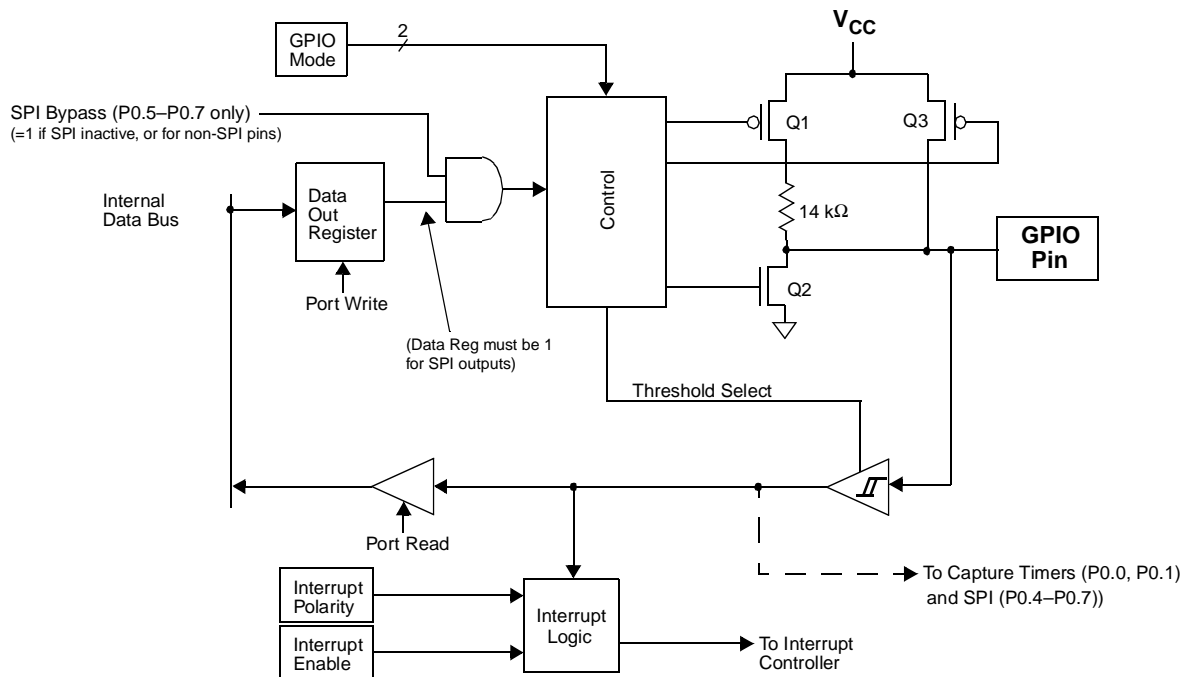 GPIO
Mode
2
VCC
SPI Bypass (P0.5–P0.7 only)
(=1 if SPI inactive, or for non-SPI pins)
Q1
Q3
Control
Internal
Data Bus
Data
Out
Register
14 kΩ
GPIO
Pin
Port Write
Q2
(Data Reg must be 1
for SPI outputs)
Threshold Select
Port Read
To Capture Timers (P0.0, P0.1)
and SPI (P0.4–P0.7))
Interrupt
Polarity
Interrupt
Logic
Interrupt
Enable
To Interrupt
Controller